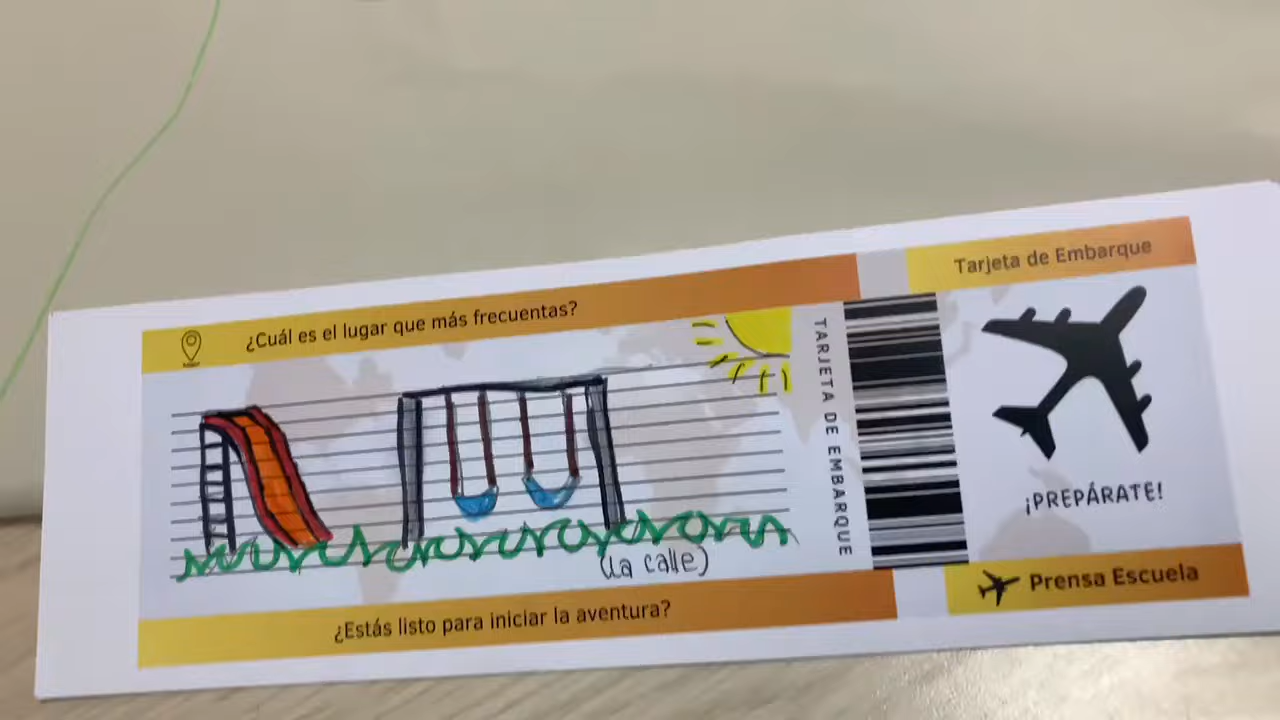 ¿Cuál es el lugar que más frecuentas?
Tarjeta de Embarque
TARJETA DE EMBARQUE
¡PREPÁRATE!
(La calle)
¿Estás listo para iniciar la aventura?
Prensa Escuela